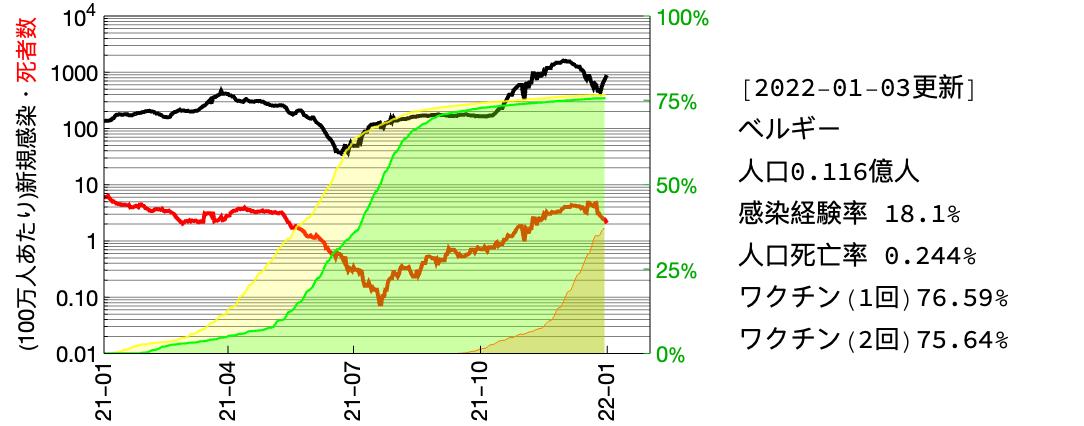 (100万人あたり)新規感染・死者数
10^4
1000
100
10
1
0.10
0.01
100%
75%
50%
25%
0%
21-01
21-04
21-07
21-10
22-01
[2022-01-03更新]
ベルギー
人口0.116億人
感染経験率 18.1%
人口死亡率 0.244%
ワクチン(1回)76.59%
ワクチン(2回)75.64%